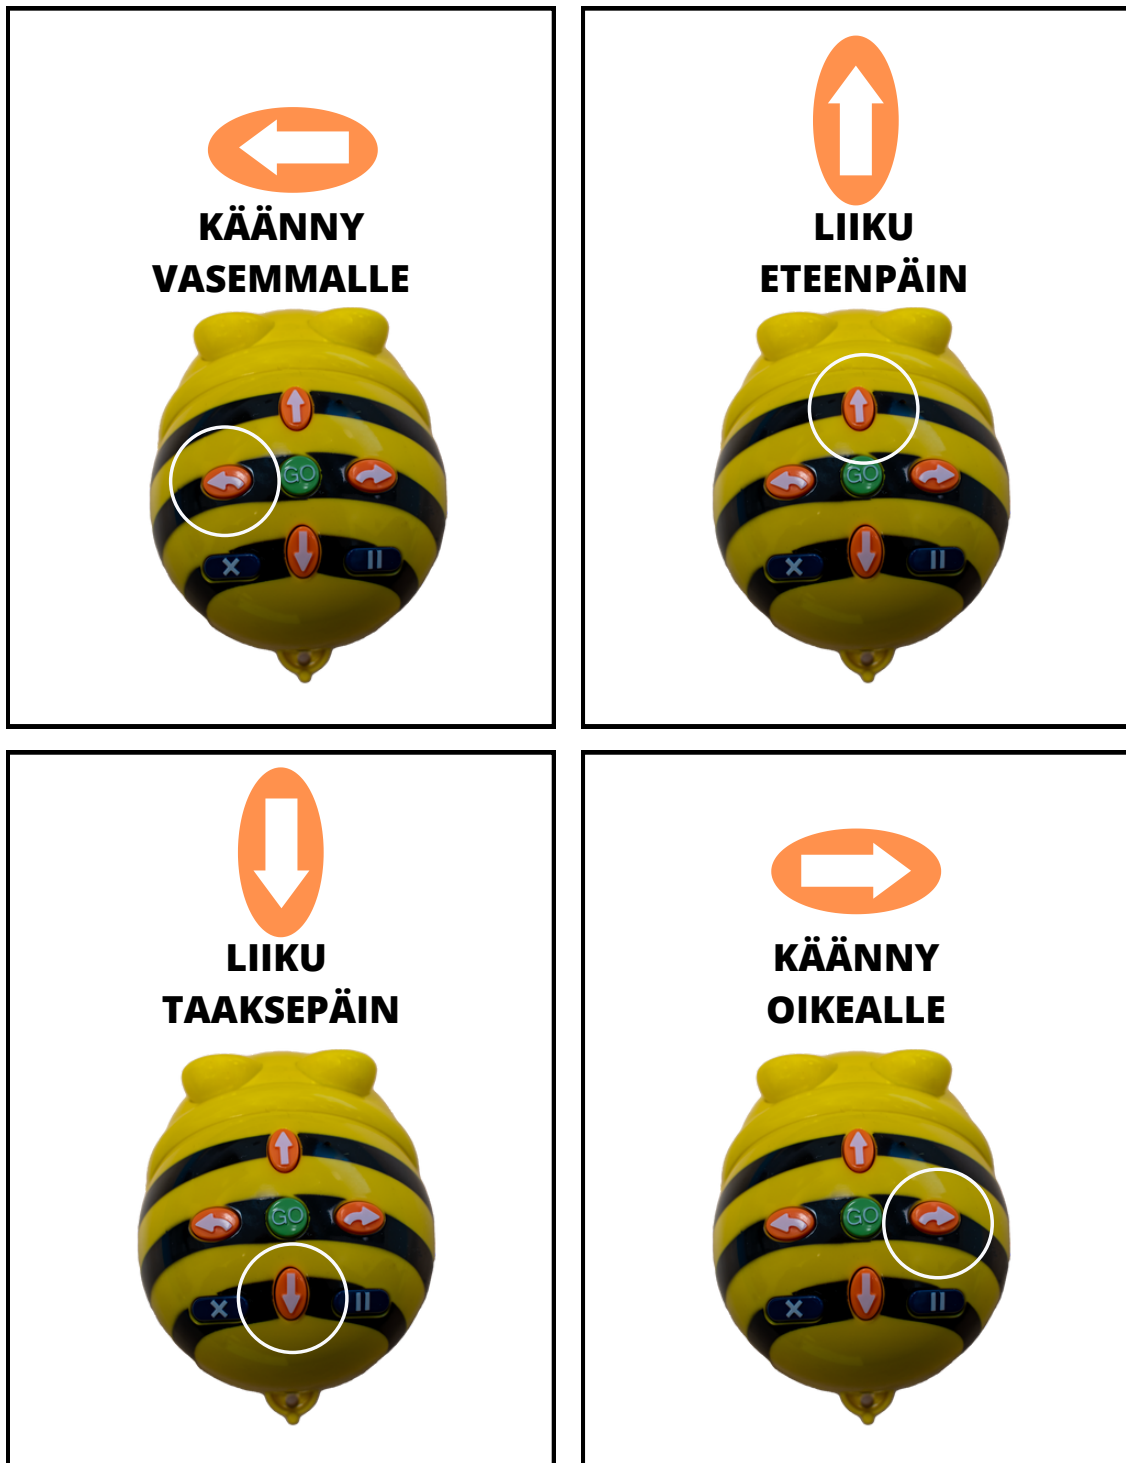 KÄÄNNY
VASEMMALLE
GO
LIIKU
ETEENPÄIN
GO
LIIKU
TAAKSEPÄIN
GO
KÄÄNNY
OIKEALLE
GO